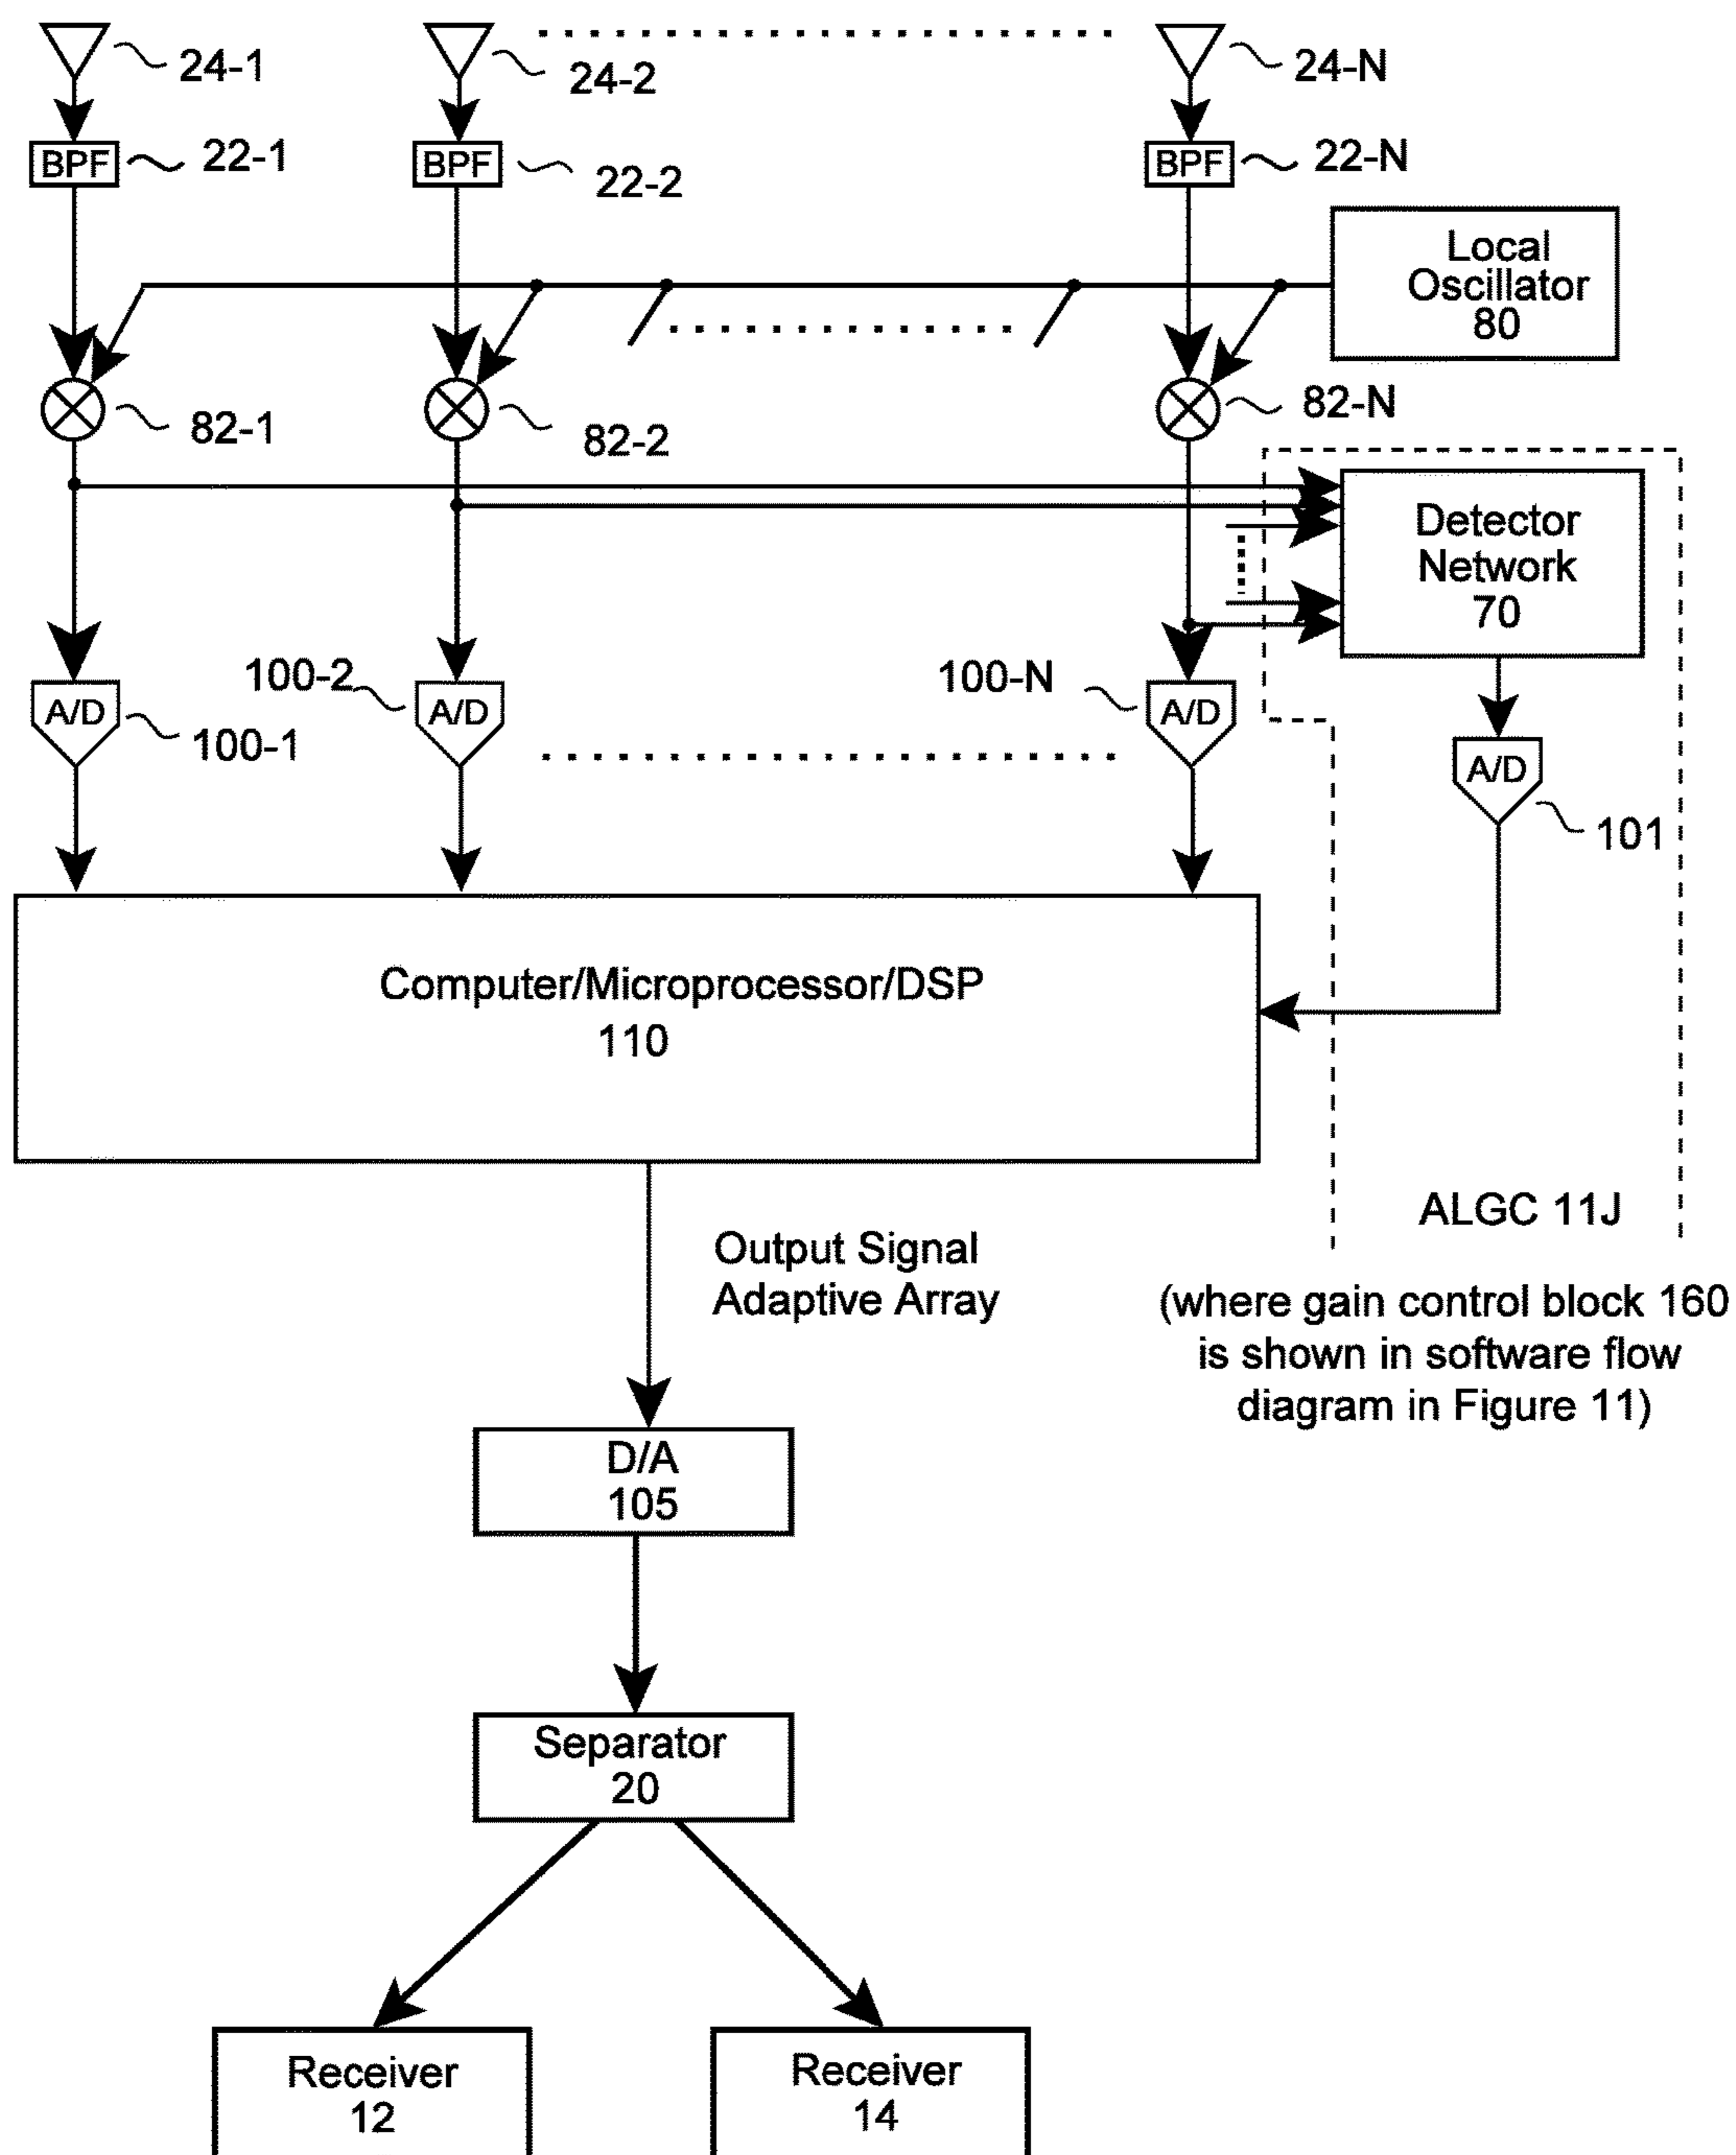 24-1
24-2
24-N
BPF
22-1
BPF
22-2
BPF
22-N
Local
Oscillator
80
82-1
82-2
82-N
Detector
Network
70
A/D
100-1
100-2
A/D
100-N
A/D
A/D
101
Computer/Microprocessor/DSP
110
ALGC 11J
(where gain control block 160
is shown in software flow
diagram in Figure 11)
Output Signal
Adaptive Array
D/A
105
Separator
20
Receiver
12
Receiver
14